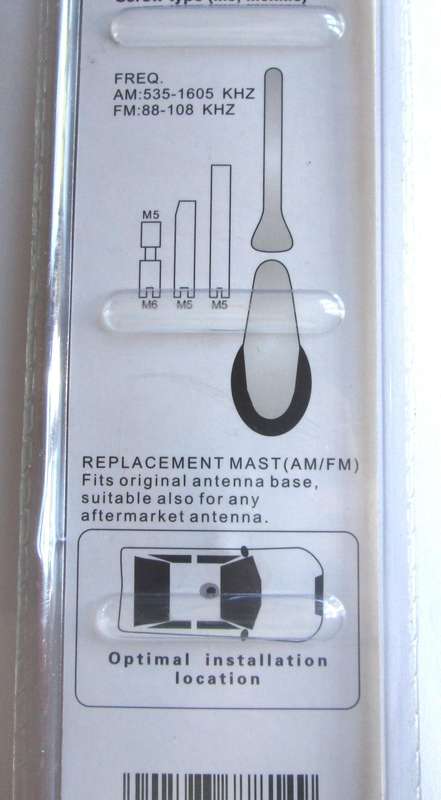 FREQ.
AM:535-1605 KHZ
FM:88-108 KHZ
M5
M6 M5 M5
REPLACEMENT MAST(AM/FM)
Fits original antenna base,
suitable also for any
aftermarket antenna.
Optimal installation
location